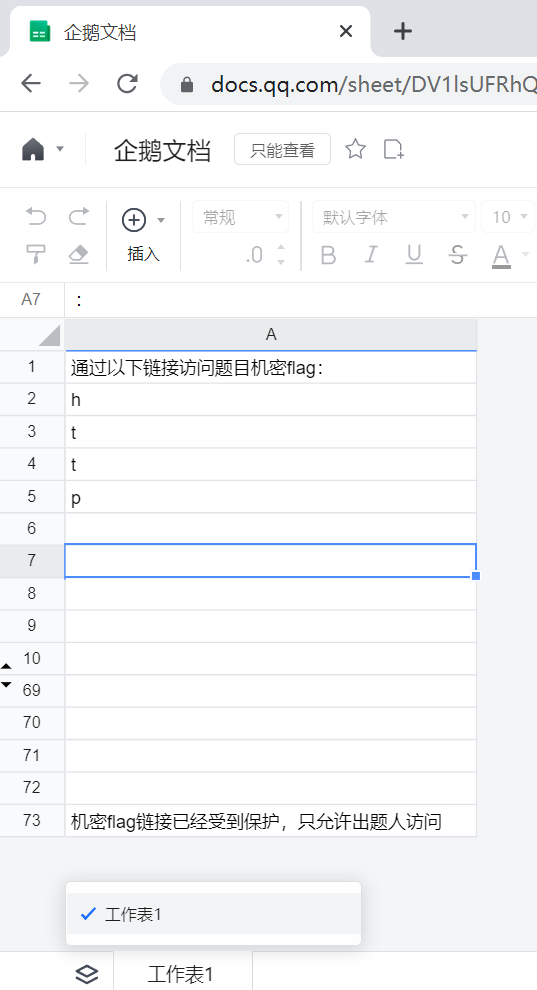 企鹅文档
docs.qq.com/sheet/DV1lsUFRhQ
企鹅文档 只能查看
常规 默认字体 10
插入 .0 B I U S A
A7 :
A
1 通过以下链接访问题目机密flag：
2 h
3 t
4 t
5 p
6
7
8
9
10
69
70
71
72
73 机密flag链接已经受到保护，只允许出题人访问
工作表1
工作表1